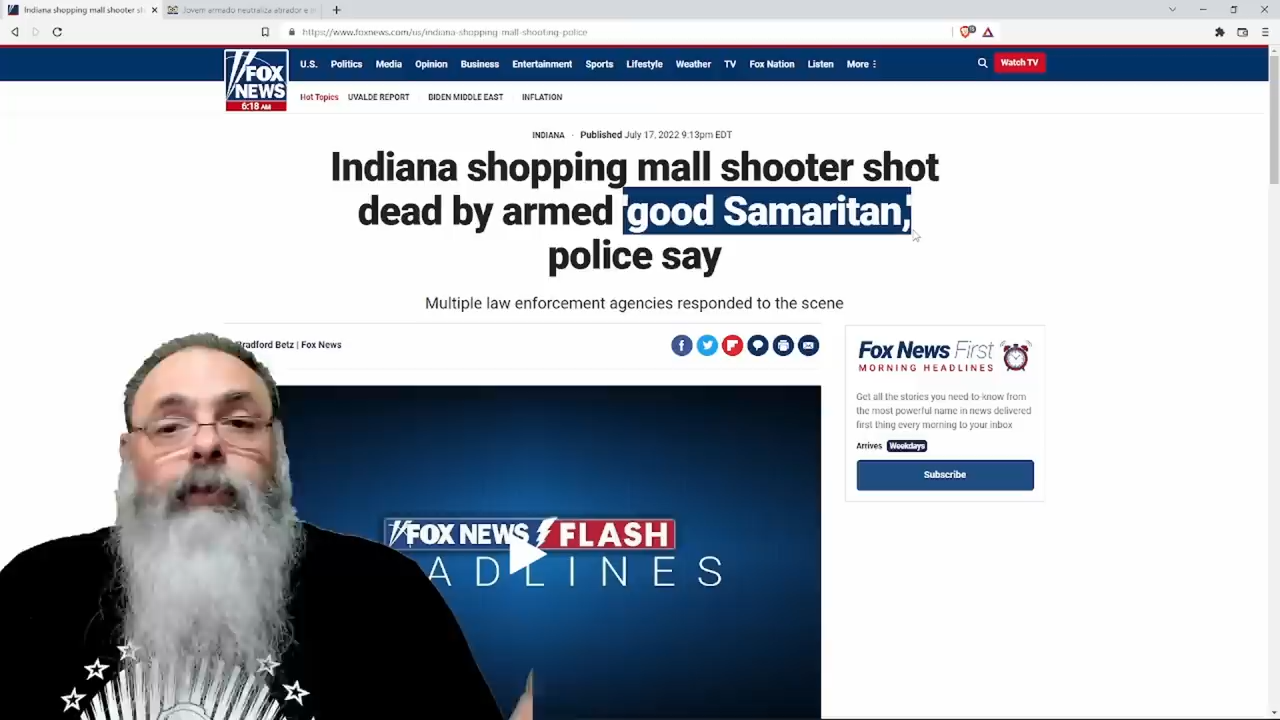 Indiana shopping mall shooter sh
Jovem armado neutraliza atirador e
https://www.foxnews.com/us/indiana-shopping-mall-shooting-police
FOX
NEWS
6:18 AM
U.S. Politics Media Opinion Business Entertainment Sports Lifestyle Weather TV Fox Nation Listen More
Watch TV
Hot Topics UVALDE REPORT BIDEN MIDDLE EAST INFLATION
INDIANA · Published July 17, 2022 9:13pm EDT
Indiana shopping mall shooter shot
dead by armed 'good Samaritan,'
police say
Multiple law enforcement agencies responded to the scene
Bradford Betz | Fox News
Fox News First
MORNING HEADLINES
Get all the stories you need-to-know from
the most powerful name in news delivered
first thing every morning to your inbox
Arrives Weekdays
Subscribe
FOX NEWS FLASH
ADLINES